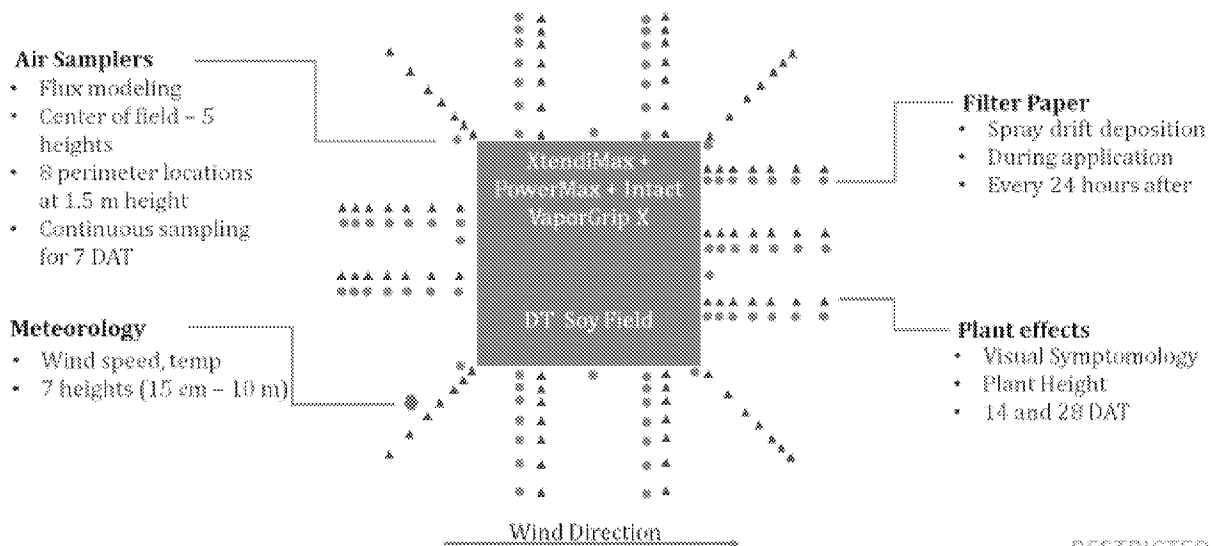 Air Samplers
• Flux modeling
• Center of field – 5
heights
• 8 perimeter locations
at 1.5 m height
• Continuous sampling
for 7 DAT
Meteorology
• Wind speed, temp
• 7 heights (15 cm – 10 m)
XtendiMax +
PowerMax + Intact
VaporGrip X
DT Soy Field
Wind Direction
Filter Paper
• Spray drift deposition
• During application
• Every 24 hours after
Plant effects
• Visual Symptomology
• Plant Height
• 14 and 28 DAT
RESTRICTED